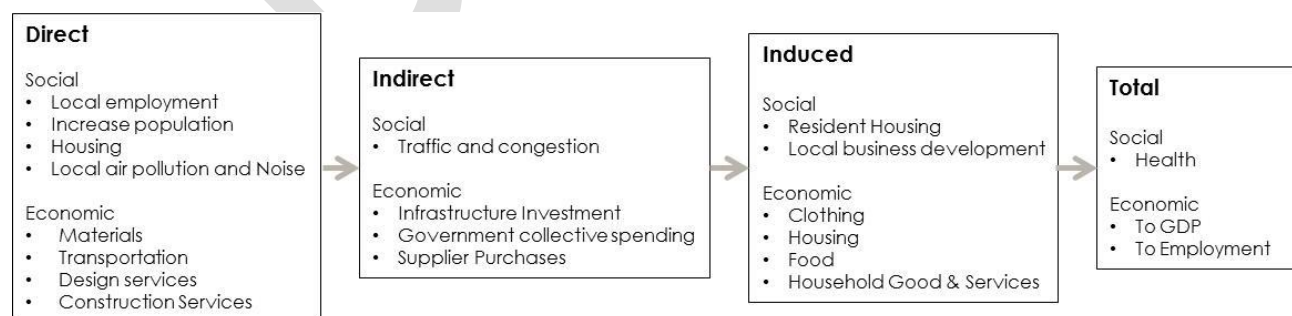 Direct
Social
• Local employment
• Increase population
• Housing
• Local air pollution and Noise
Economic
• Materials
• Transportation
• Design services
• Construction Services
Indirect
Social
• Traffic and congestion
Economic
• Infrastructure Investment
• Government collective spending
• Supplier Purchases
Induced
Social
• Resident Housing
• Local business development
Economic
• Clothing
• Housing
• Food
• Household Good & Services
Total
Social
• Health
Economic
• To GDP
• To Employment